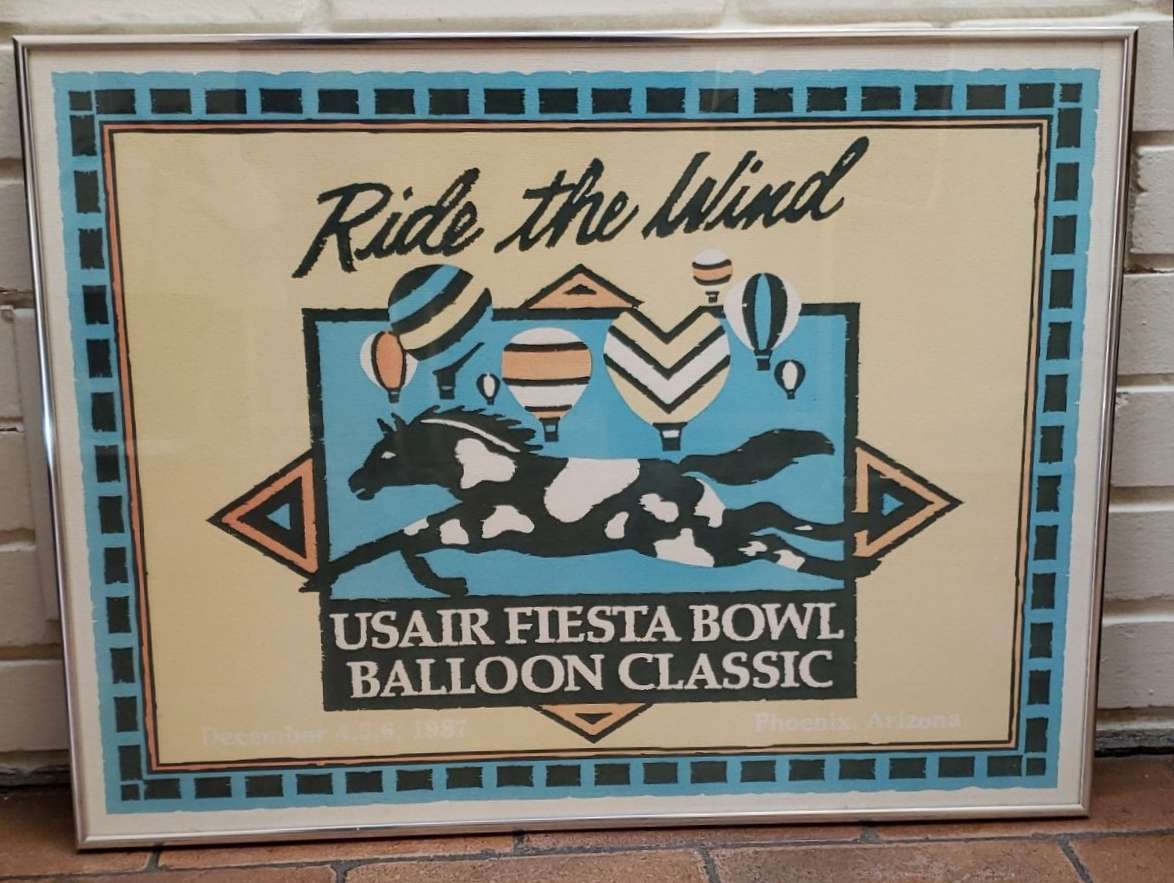 Ride the Wind
USAIR FIESTA BOWL
BALLOON CLASSIC
December 4,5,6, 1987
Phoenix, Arizona